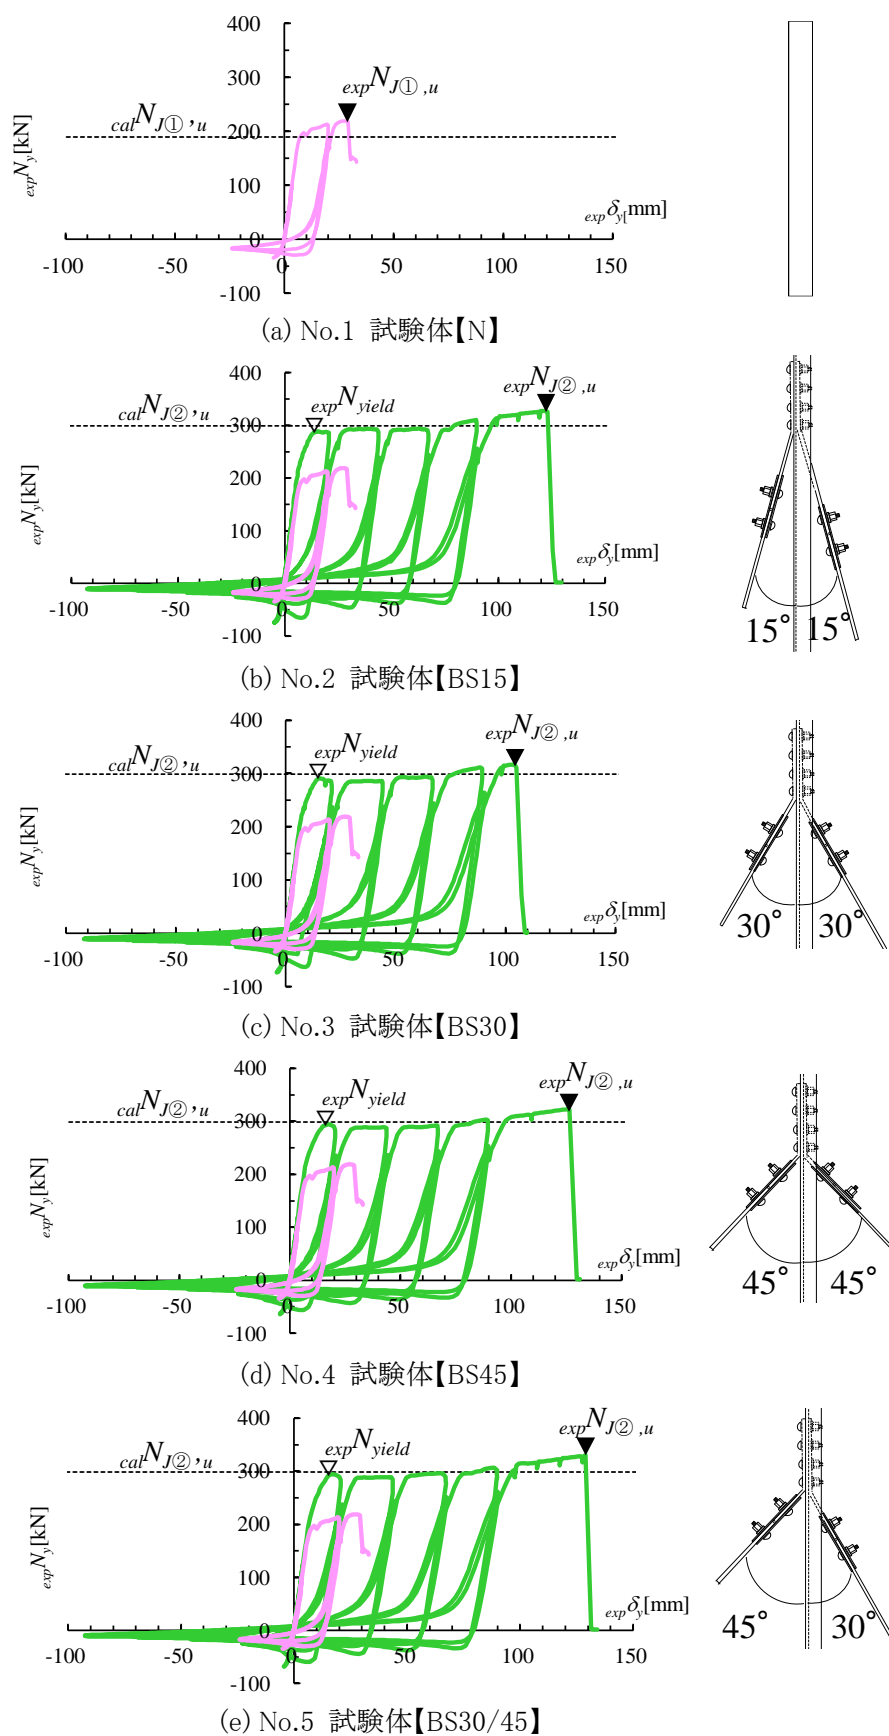 400
300
200
100
0
-100
-100 -50 0 50 100 150
expNy[kN]
calNJ①,u
expNJ①,u
expδy[mm]
(a) No.1 試験体【N】
400
300
200
100
0
-100
-100 -50 0 50 100 150
expNy[kN]
calNJ②,u
expNyield
expNJ②,u
expδy[mm]
15° 15°
(b) No.2 試験体【BS15】
400
300
200
100
0
-100
-100 -50 0 50 100 150
expNy[kN]
calNJ②,u
expNyield
expNJ②,u
expδy[mm]
30° 30°
(c) No.3 試験体【BS30】
400
300
200
100
0
-100
-100 -50 0 50 100 150
expNy[kN]
calNJ②,u
expNyield
expNJ②,u
expδy[mm]
45° 45°
(d) No.4 試験体【BS45】
400
300
200
100
0
-100
-100 -50 0 50 100 150
expNy[kN]
calNJ②,u
expNyield
expNJ②,u
expδy[mm]
45° 30°
(e) No.5 試験体【BS30/45】